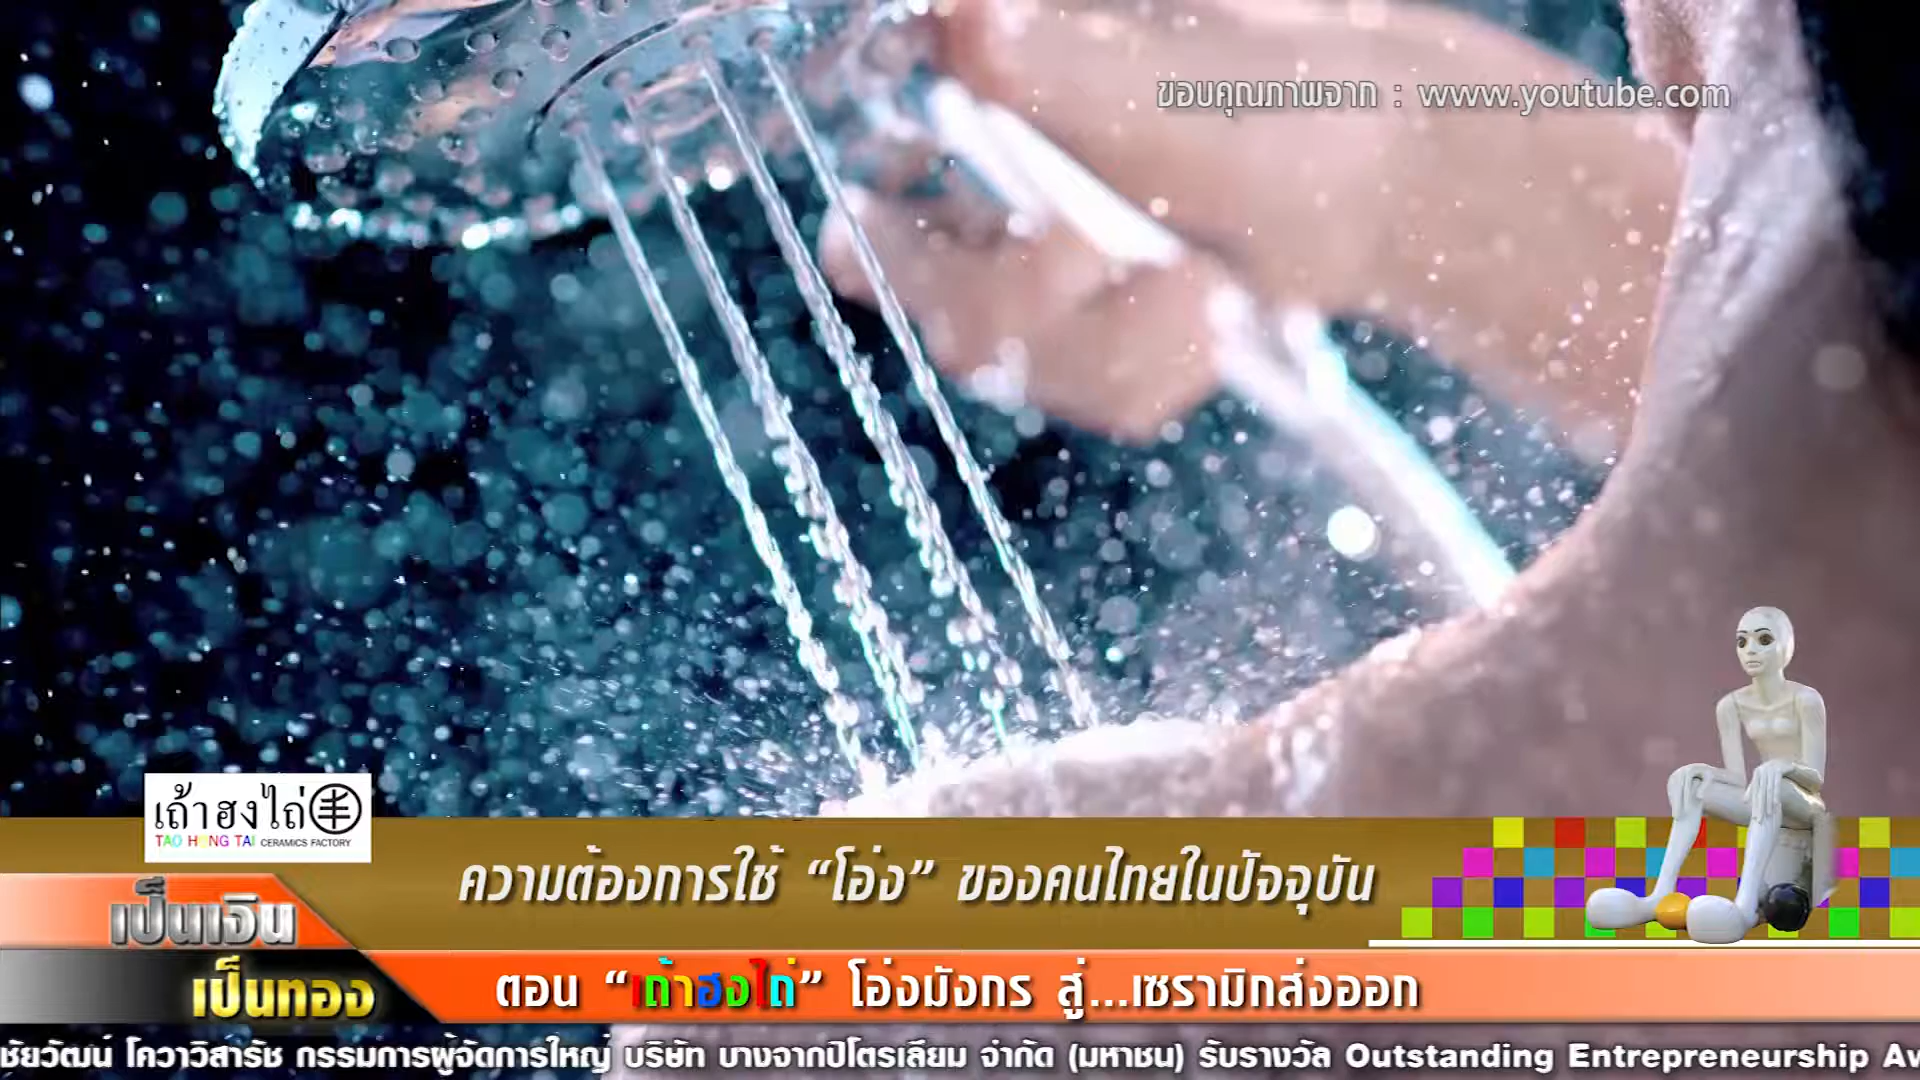 ขอบคุณภาพจาก : www.youtube.com
เถ้าฮงไถ่
TAO HONG TAI CERAMICS FACTORY
ความต้องการใช้ “โอ่ง” ของคนไทยในปัจจุบัน
เป็นเงิน
เป็นทอง
ตอน “เถ้าฮงไถ่” โอ่งมังกร สู่...เซรามิกส่งออก
ชัยวัฒน์ โควาวิสารัช กรรมการผู้จัดการใหญ่ บริษัท บางจากปิโตรเลียม จำกัด (มหาชน) รับรางวัล Outstanding Entrepreneurship